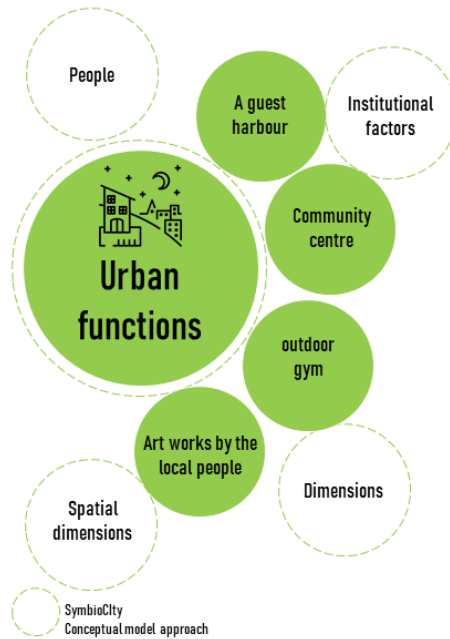 People
A guest
harbour
Institutional
factors
Community
centre
Urban
functions
outdoor
gym
Art works by the
local people
Dimensions
Spatial
dimensions
SymbioCIty
Conceptual model approach